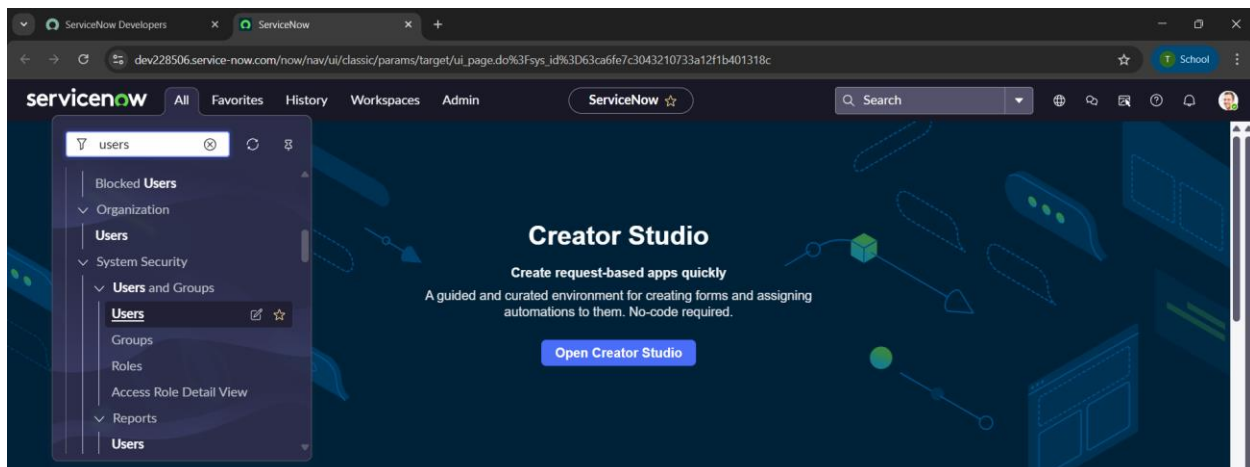 ServiceNow Developers
ServiceNow
dev228506.service-now.com/now/nav/ui/classic/params/target/ui_page.do%3Fsys_id%3D63ca6fe7c3043210733a12f1b401318c
T School
servicenow All Favorites History Workspaces Admin ServiceNow Search
users
Blocked Users
Organization
Users
System Security
Users and Groups
Users
Groups
Roles
Access Role Detail View
Reports
Users
Creator Studio
Create request-based apps quickly
A guided and curated environment for creating forms and assigning
automations to them. No-code required.
Open Creator Studio